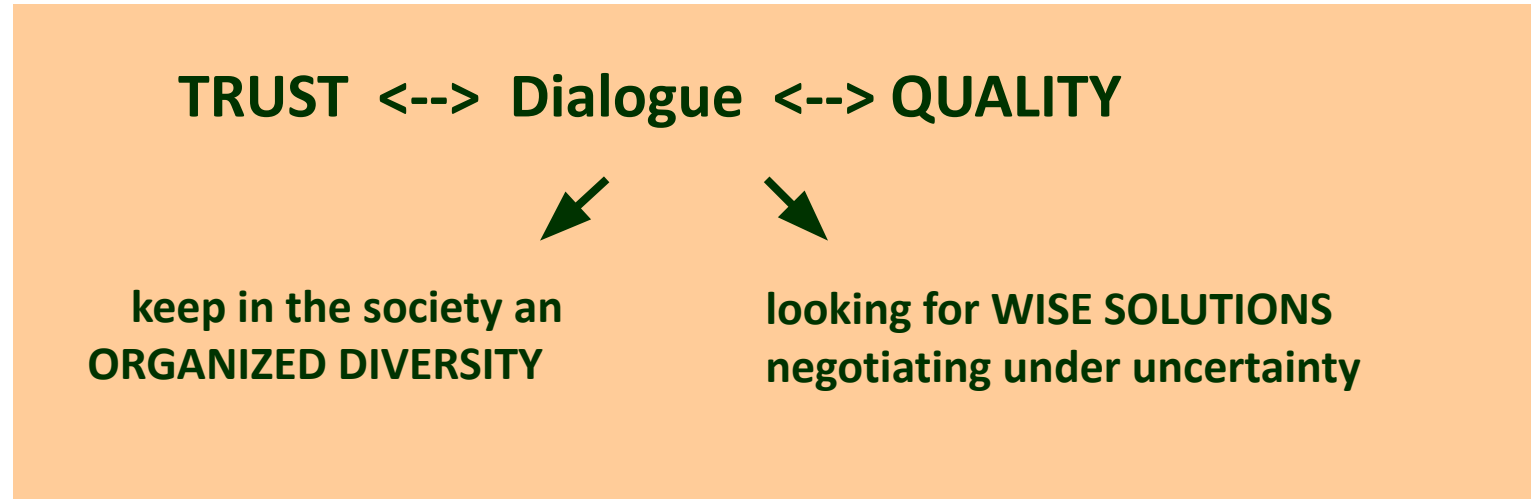 TRUST <--> Dialogue <--> QUALITY
keep in the society an
ORGANIZED DIVERSITY
looking for WISE SOLUTIONS
negotiating under uncertainty